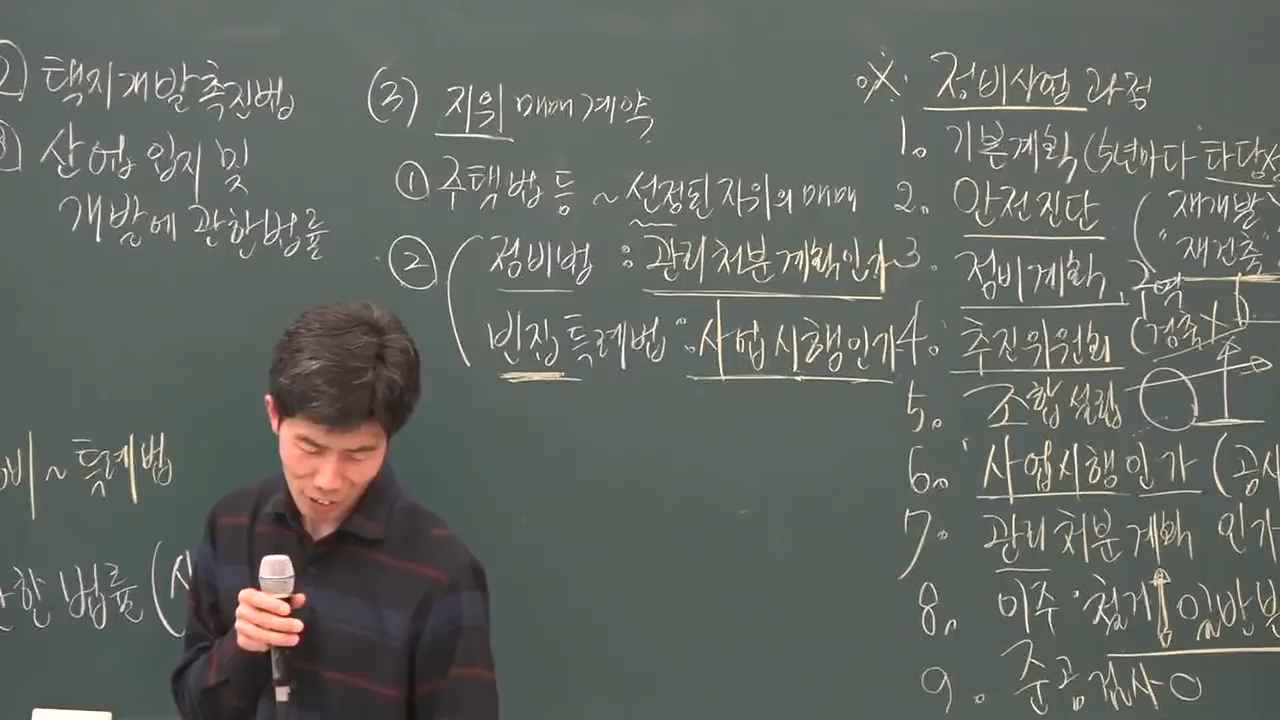 ② 택지개발촉진법
③ 산업입지 및
개발에 관한법률
비 ~ 특례법
한 법률 (
(3) 지위 매매계약
① 주택법 등 ~ 선정된 지위의 매매
② 정비법 : 관리처분계획인가
빈집특례법 : 사업시행인가
※. 정비사업 과정
1. 기본계획 (5년마다 타당성
2. 안전진단 ( 재개발
"재건축"
3. 정비계획, 구역
4. 추진위원회 (검증
5. 조합설립
6. 사업시행인가 (공사
7. 관리처분계획 인가
8. 이주·철거 일반분
9. 준공검사 0